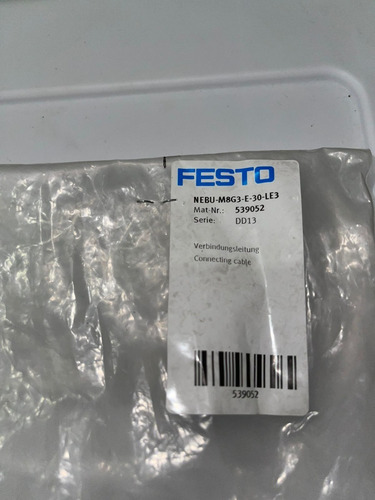 FESTO
NEBU-M8G3-E-30-LE3
Mat-Nr.: 539052
Serie: DD13
Verbindungsleitung
Connecting cable
539052